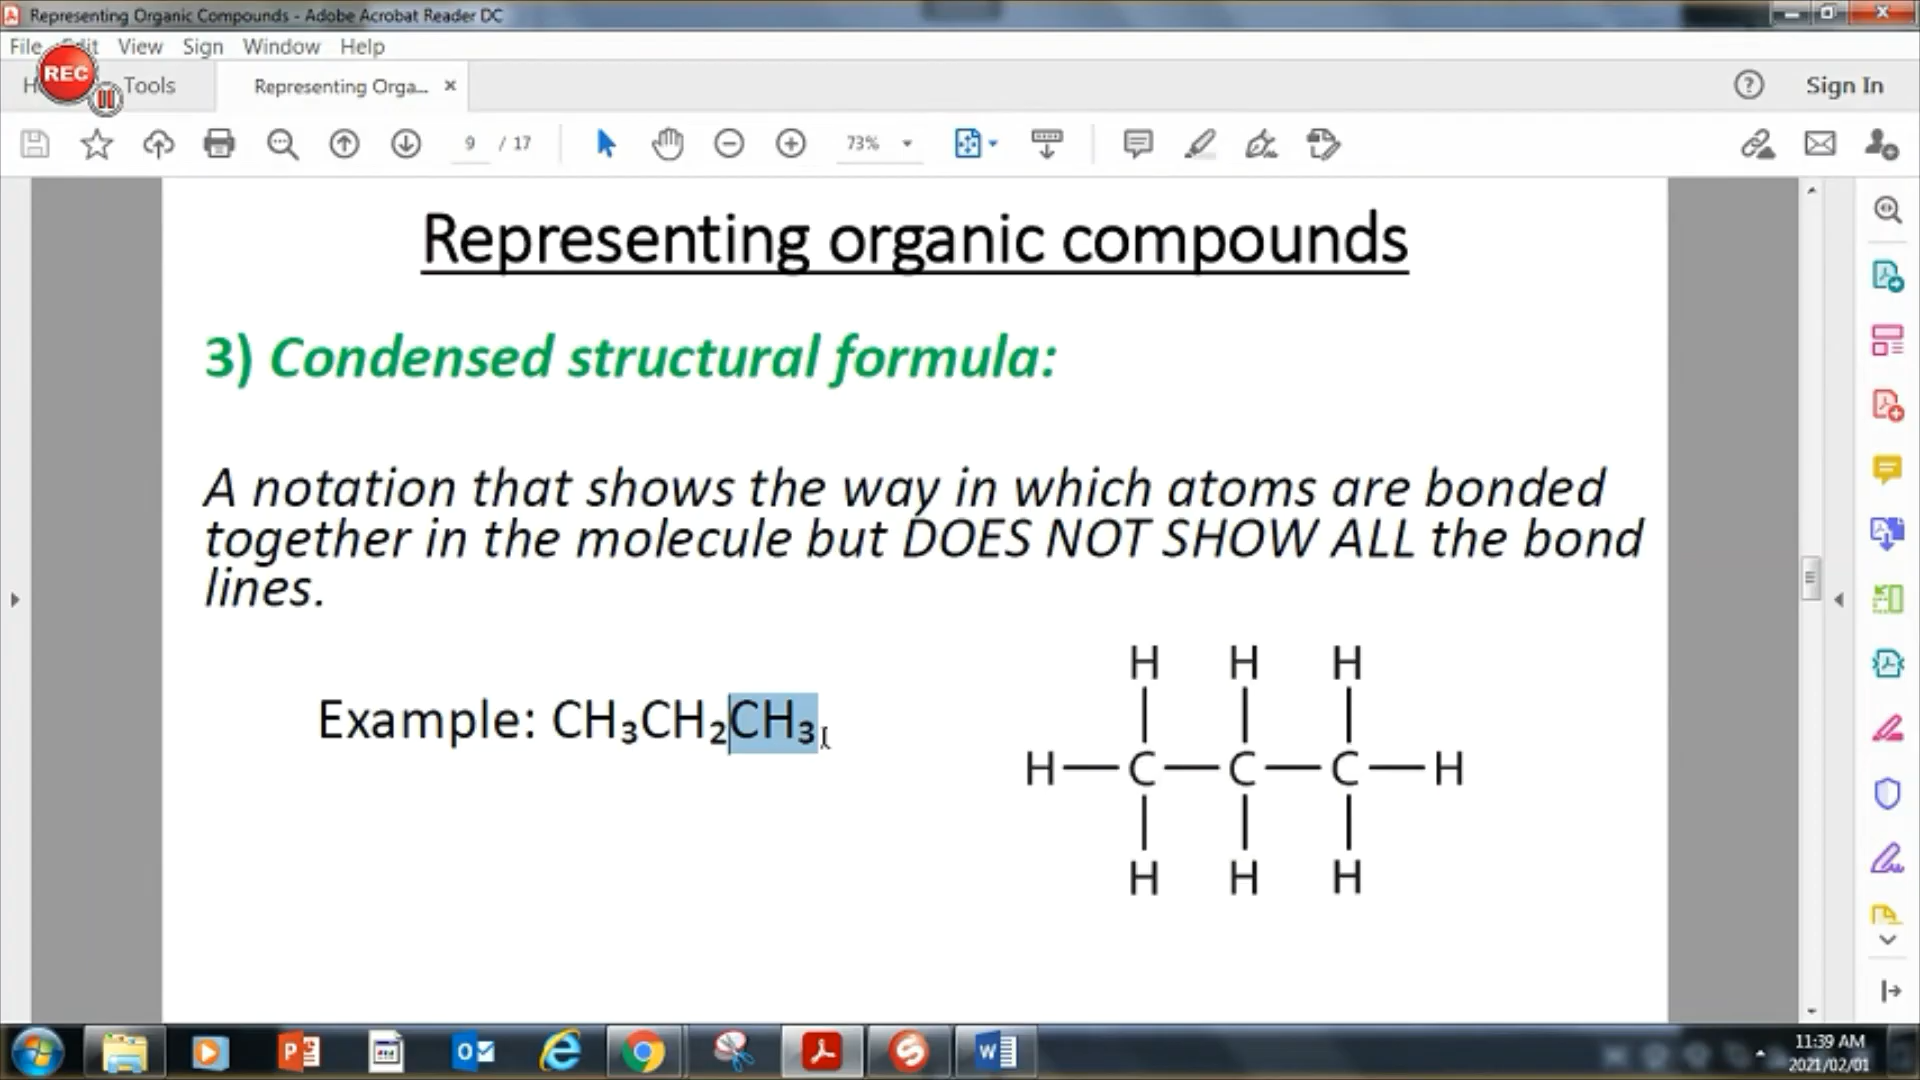 Representing Organic Compounds - Adobe Acrobat Reader DC
File Edit View Sign Window Help
REC
Tools Representing Orga... Sign In
9 / 17 73%
Representing organic compounds
3) Condensed structural formula:
A notation that shows the way in which atoms are bonded
together in the molecule but DOES NOT SHOW ALL the bond
lines.
Example: CH₃CH₂CH₃
H H H
H—C—C—C—H
H H H
11:39 AM
2021/02/01